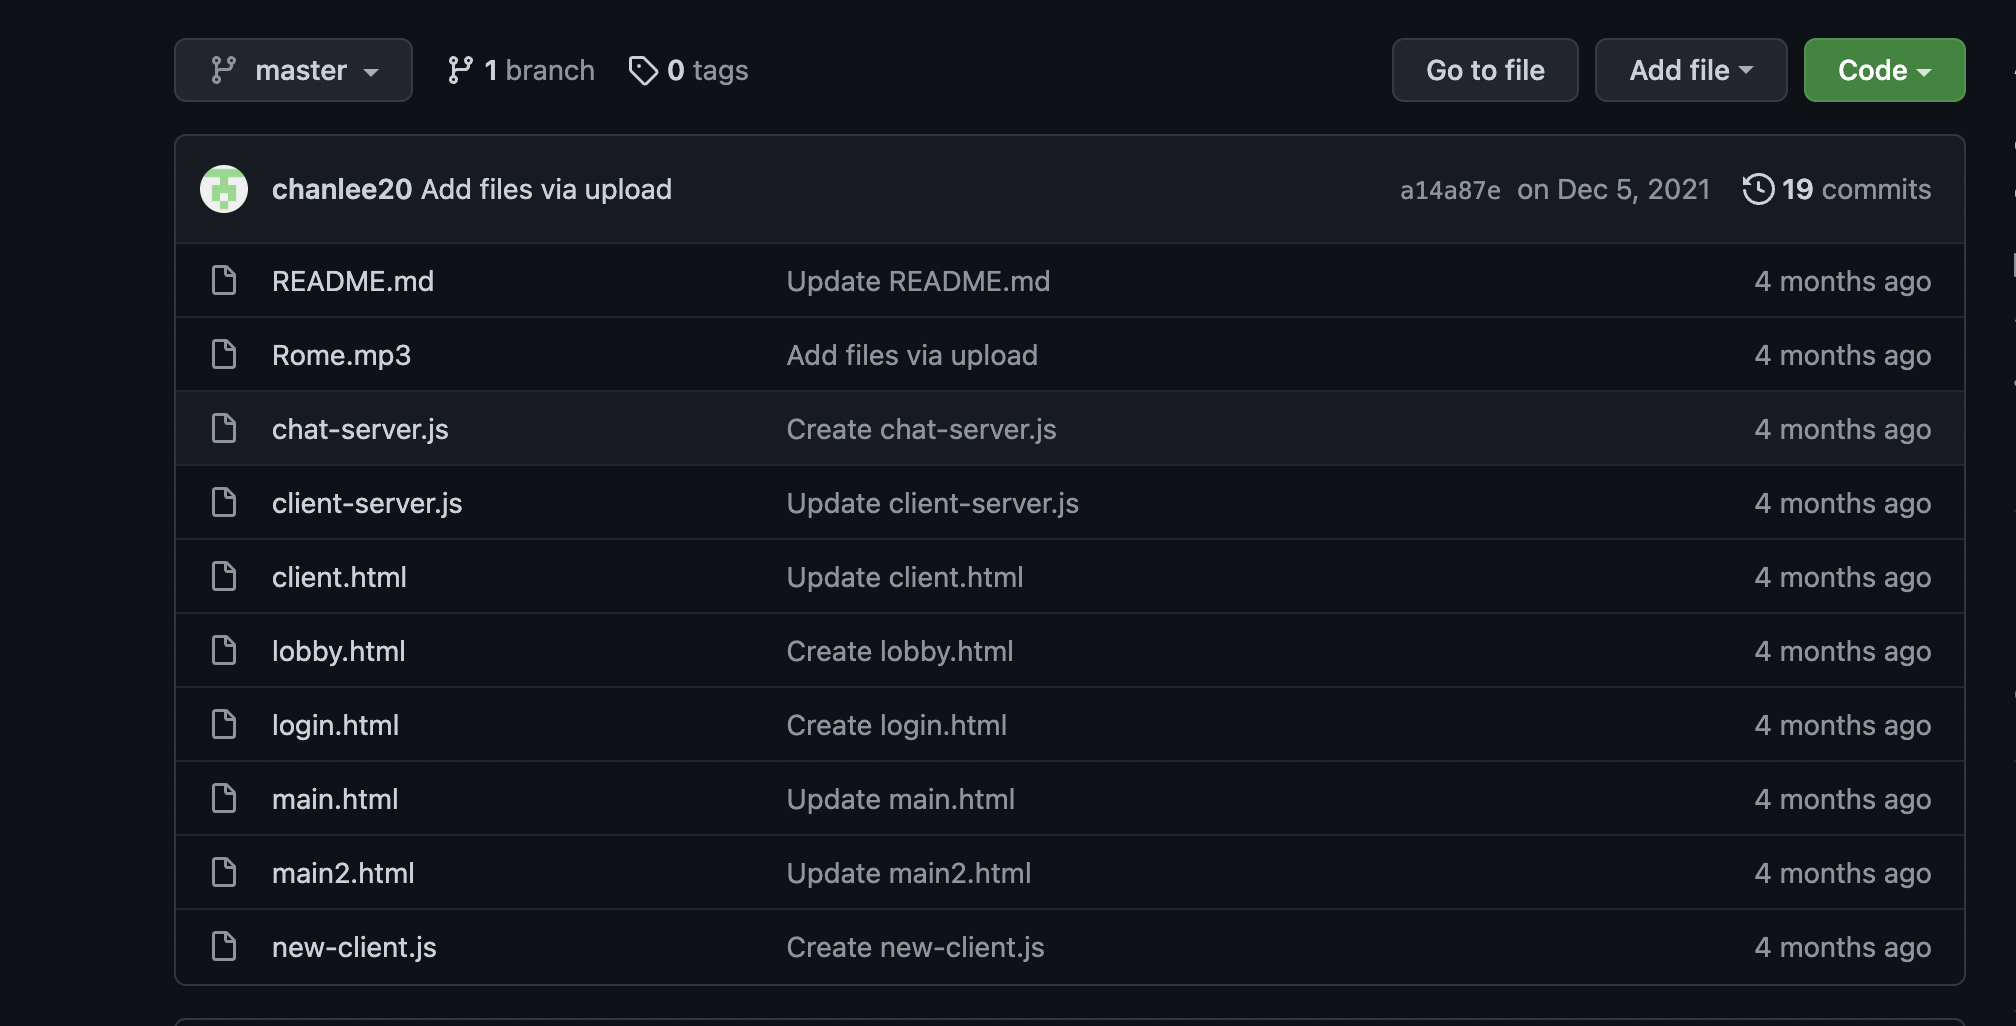 master 1 branch 0 tags Go to file Add file Code
chanlee20 Add files via upload a14a87e on Dec 5, 2021 19 commits
README.md Update README.md 4 months ago
Rome.mp3 Add files via upload 4 months ago
chat-server.js Create chat-server.js 4 months ago
client-server.js Update client-server.js 4 months ago
client.html Update client.html 4 months ago
lobby.html Create lobby.html 4 months ago
login.html Create login.html 4 months ago
main.html Update main.html 4 months ago
main2.html Update main2.html 4 months ago
new-client.js Create new-client.js 4 months ago